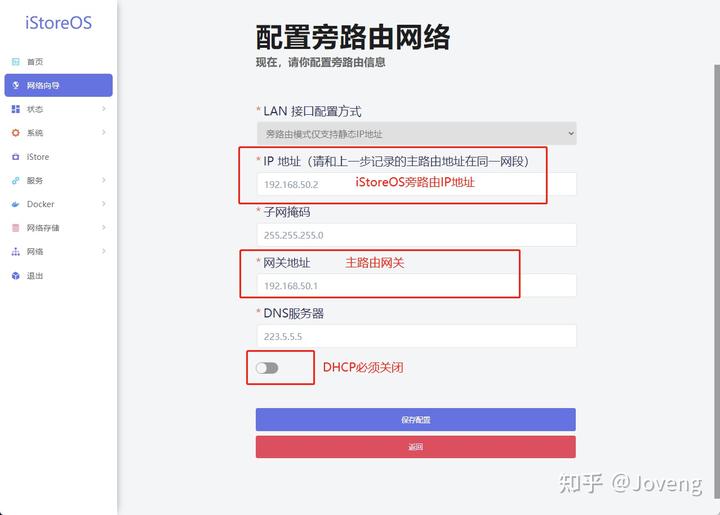 iStoreOS
首页
网络向导
状态
系统
iStore
服务
Docker
网络存储
网络
退出
配置旁路由网络
现在，请你配置旁路由信息
* LAN 接口配置方式
旁路由模式仅支持静态IP地址
* IP 地址（请和上一步记录的主路由地址在同一网段）
192.168.50.2 iStoreOS旁路由IP地址
* 子网掩码
255.255.255.0
* 网关地址 主路由网关
192.168.50.1
* DNS服务器
223.5.5.5
DHCP必须关闭
保存配置
返回
知乎 @Joveng